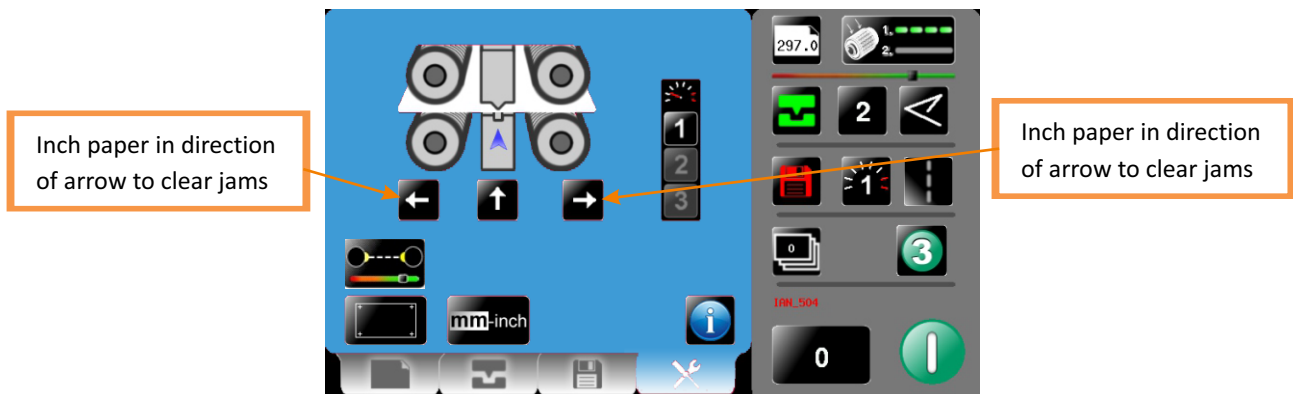 Inch paper in direction
of arrow to clear jams
1
2
3
mm-inch
i
297.0
1.
2.
2
1
0
3
IAN_504
0
Inch paper in direction
of arrow to clear jams